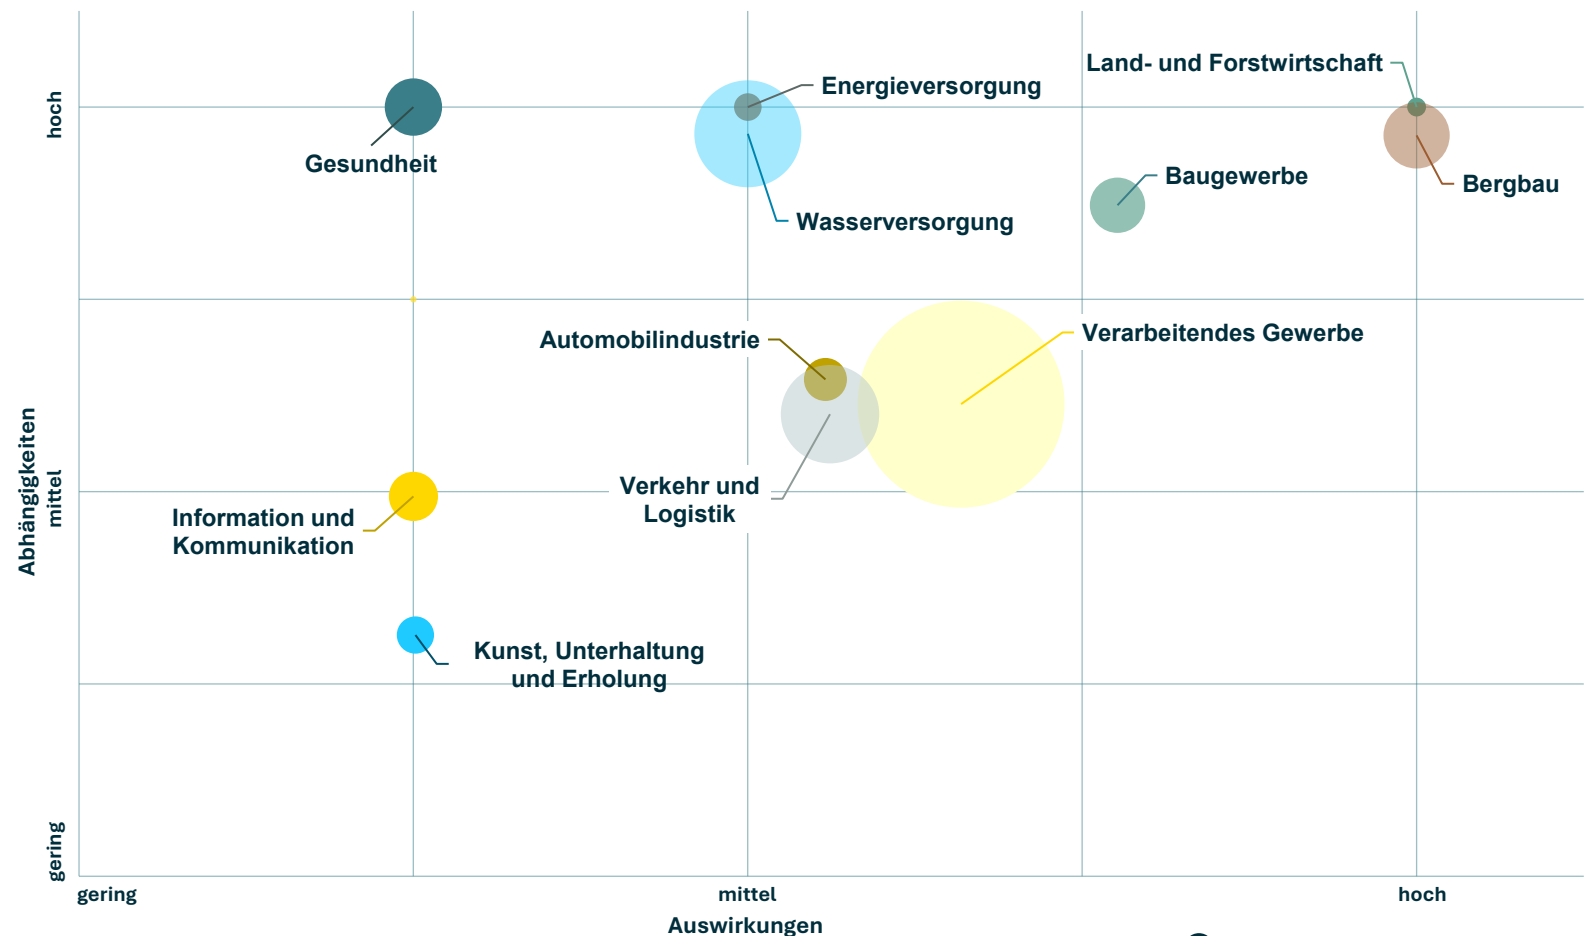 Land- und Forstwirtschaft
Energieversorgung
hoch
Gesundheit
Baugewerbe
Bergbau
Wasserversorgung
Automobilindustrie
Verarbeitendes Gewerbe
Abhängigkeiten
mittel
Verkehr und
Logistik
Information und
Kommunikation
Kunst, Unterhaltung
und Erholung
gering
gering
mittel
hoch
Auswirkungen